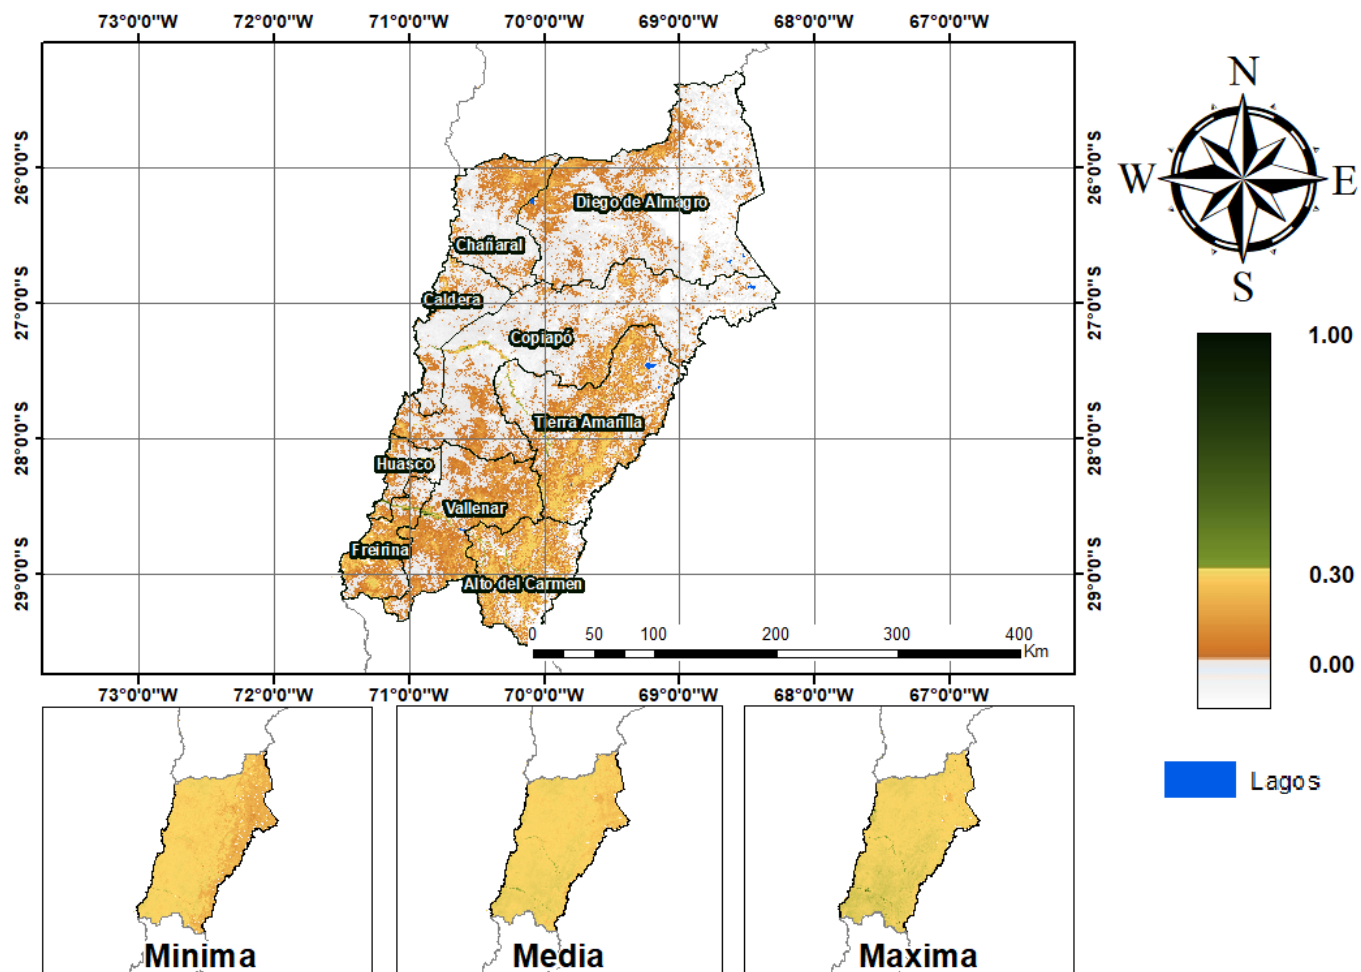 73°0'0"W 72°0'0"W 71°0'0"W 70°0'0"W 69°0'0"W 68°0'0"W 67°0'0"W
N
W E
S
26°0'0"S 26°0'0"S
27°0'0"S 27°0'0"S
28°0'0"S 28°0'0"S
29°0'0"S 29°0'0"S
Diego de Almagro
Chañaral
Caldera
Copiapó
Tierra Amarilla
Huasco
Vallenar
Freirina
Alto del Carmen
0 50 100 200 300 400
Km
73°0'0"W 72°0'0"W 71°0'0"W 70°0'0"W 69°0'0"W 68°0'0"W 67°0'0"W
1.00
0.30
0.00
Lagos
Minima Media Maxima